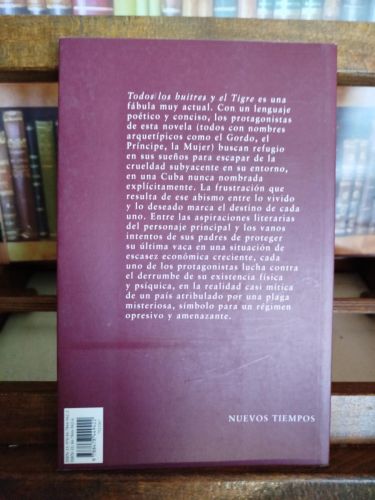 Todos los buitres y el Tigre es una
fábula muy actual. Con un lenguaje
poético y conciso, los protagonistas
de esta novela (todos con nombres
arquetípicos como el Gordo, el
Príncipe, la Mujer) buscan refugio
en sus sueños para escapar de la
crueldad subyacente en su entorno,
en una Cuba nunca nombrada
explícitamente. La frustración que
resulta de ese abismo entre lo vivido
y lo deseado marca el destino de cada
uno. Entre las aspiraciones literarias
del personaje principal y los vanos
intentos de sus padres de proteger
su última vaca en una situación de
escasez económica creciente, cada
uno de los protagonistas lucha contra
el derrumbe de su existencia física
y psíquica, en la realidad casi mítica
de un país atribulado por una plaga
misteriosa, símbolo para un régimen
opresivo y amenazante.
NUEVOS TIEMPOS